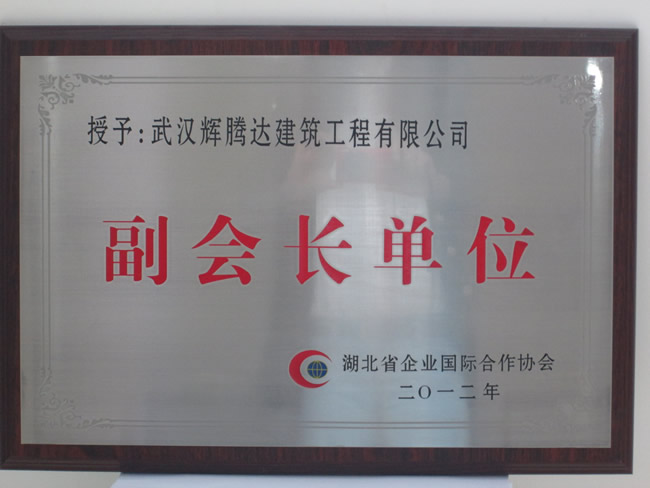 授予:武汉辉腾达建筑工程有限公司
副会长单位
湖北省企业国际合作协会
二〇一二年